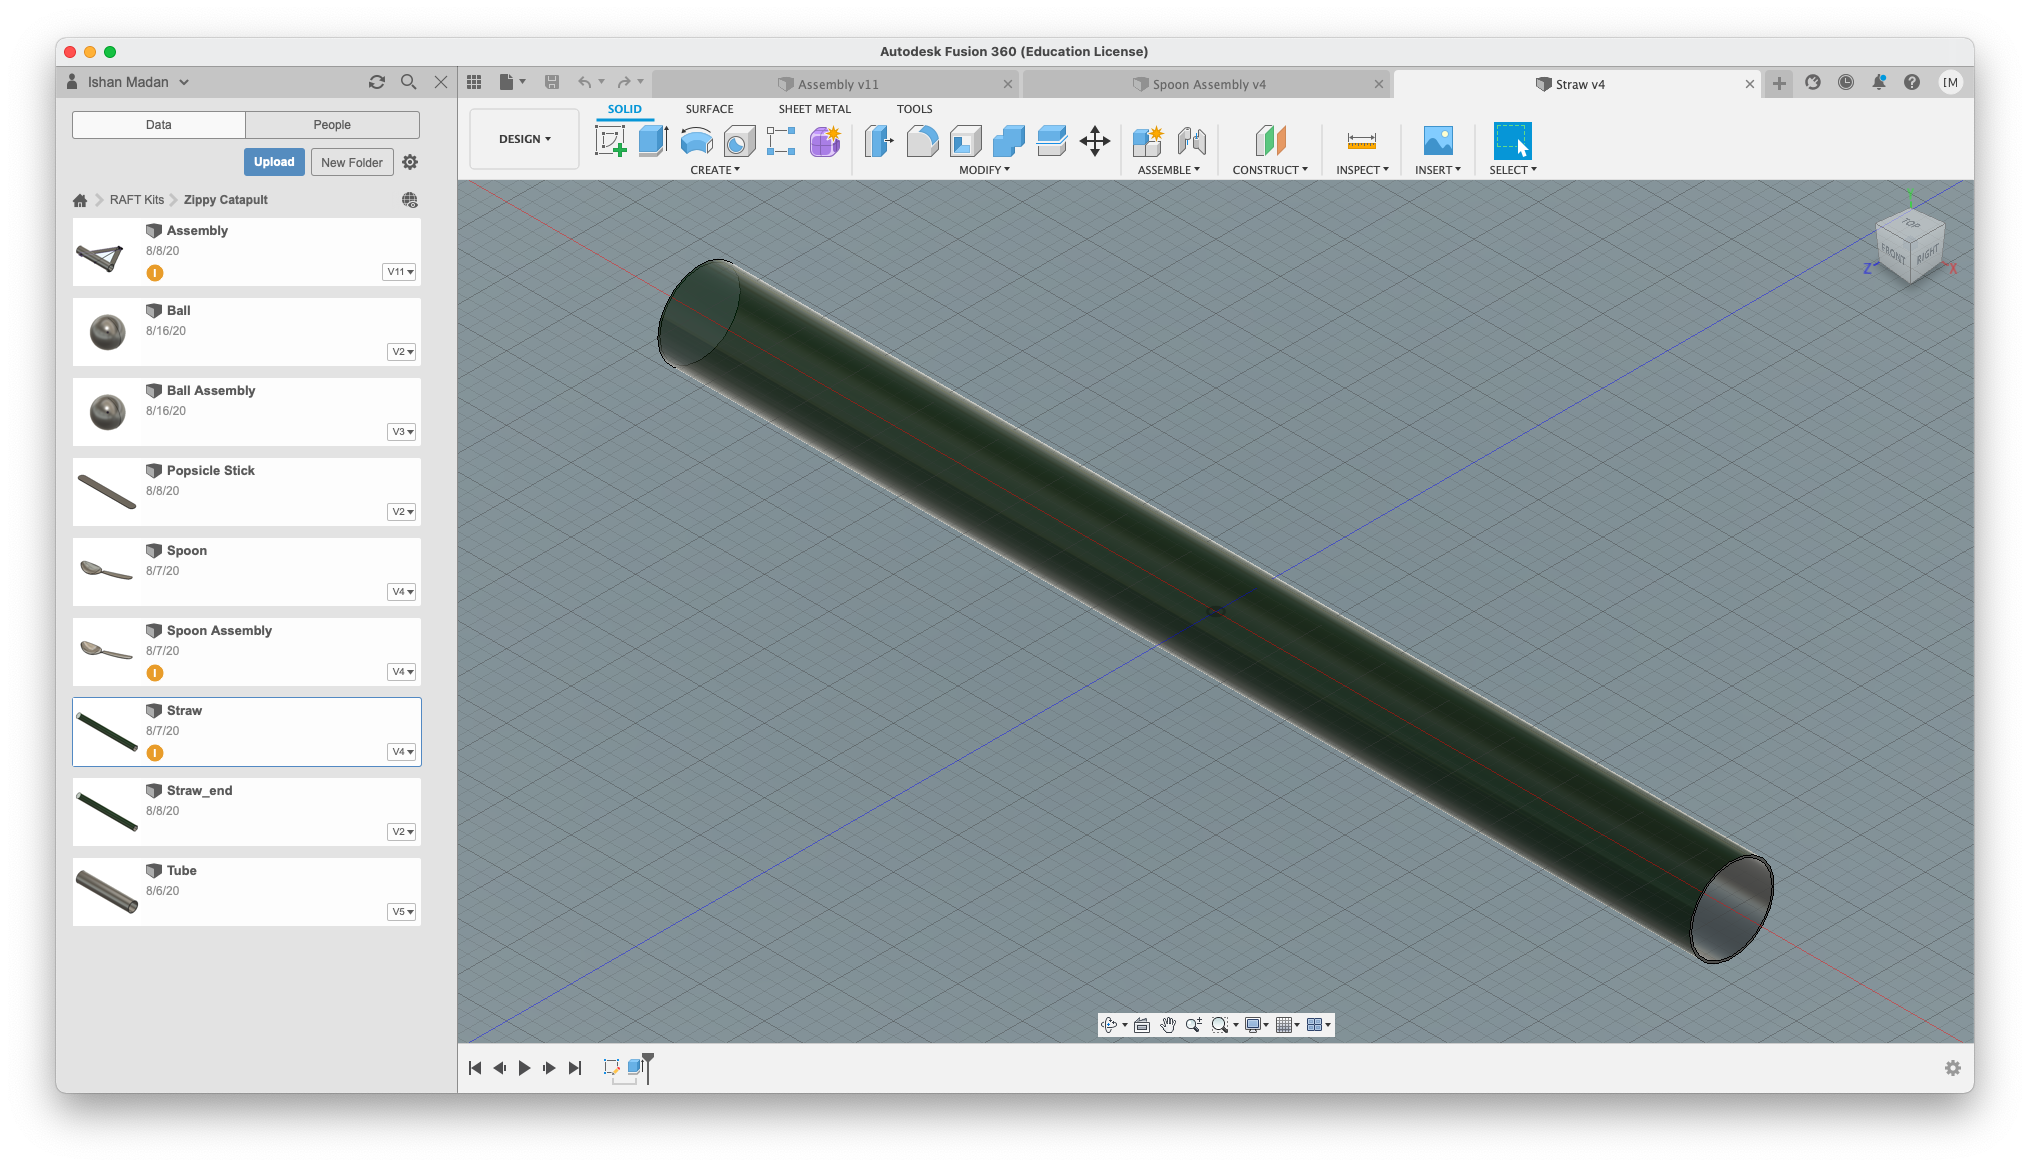 Autodesk Fusion 360 (Education License)
Ishan Madan
Assembly v11
Spoon Assembly v4
Straw v4
IM
Data
People
Upload
New Folder
RAFT Kits
Zippy Catapult
Assembly
8/8/20
V11
Ball
8/16/20
V2
Ball Assembly
8/16/20
V3
Popsicle Stick
8/8/20
V2
Spoon
8/7/20
V4
Spoon Assembly
8/7/20
V4
Straw
8/7/20
V4
Straw_end
8/8/20
V2
Tube
8/6/20
V5
DESIGN
SOLID
SURFACE
SHEET METAL
TOOLS
CREATE
MODIFY
ASSEMBLE
CONSTRUCT
INSPECT
INSERT
SELECT
Y
TOP
FRONT
RIGHT
Z
X